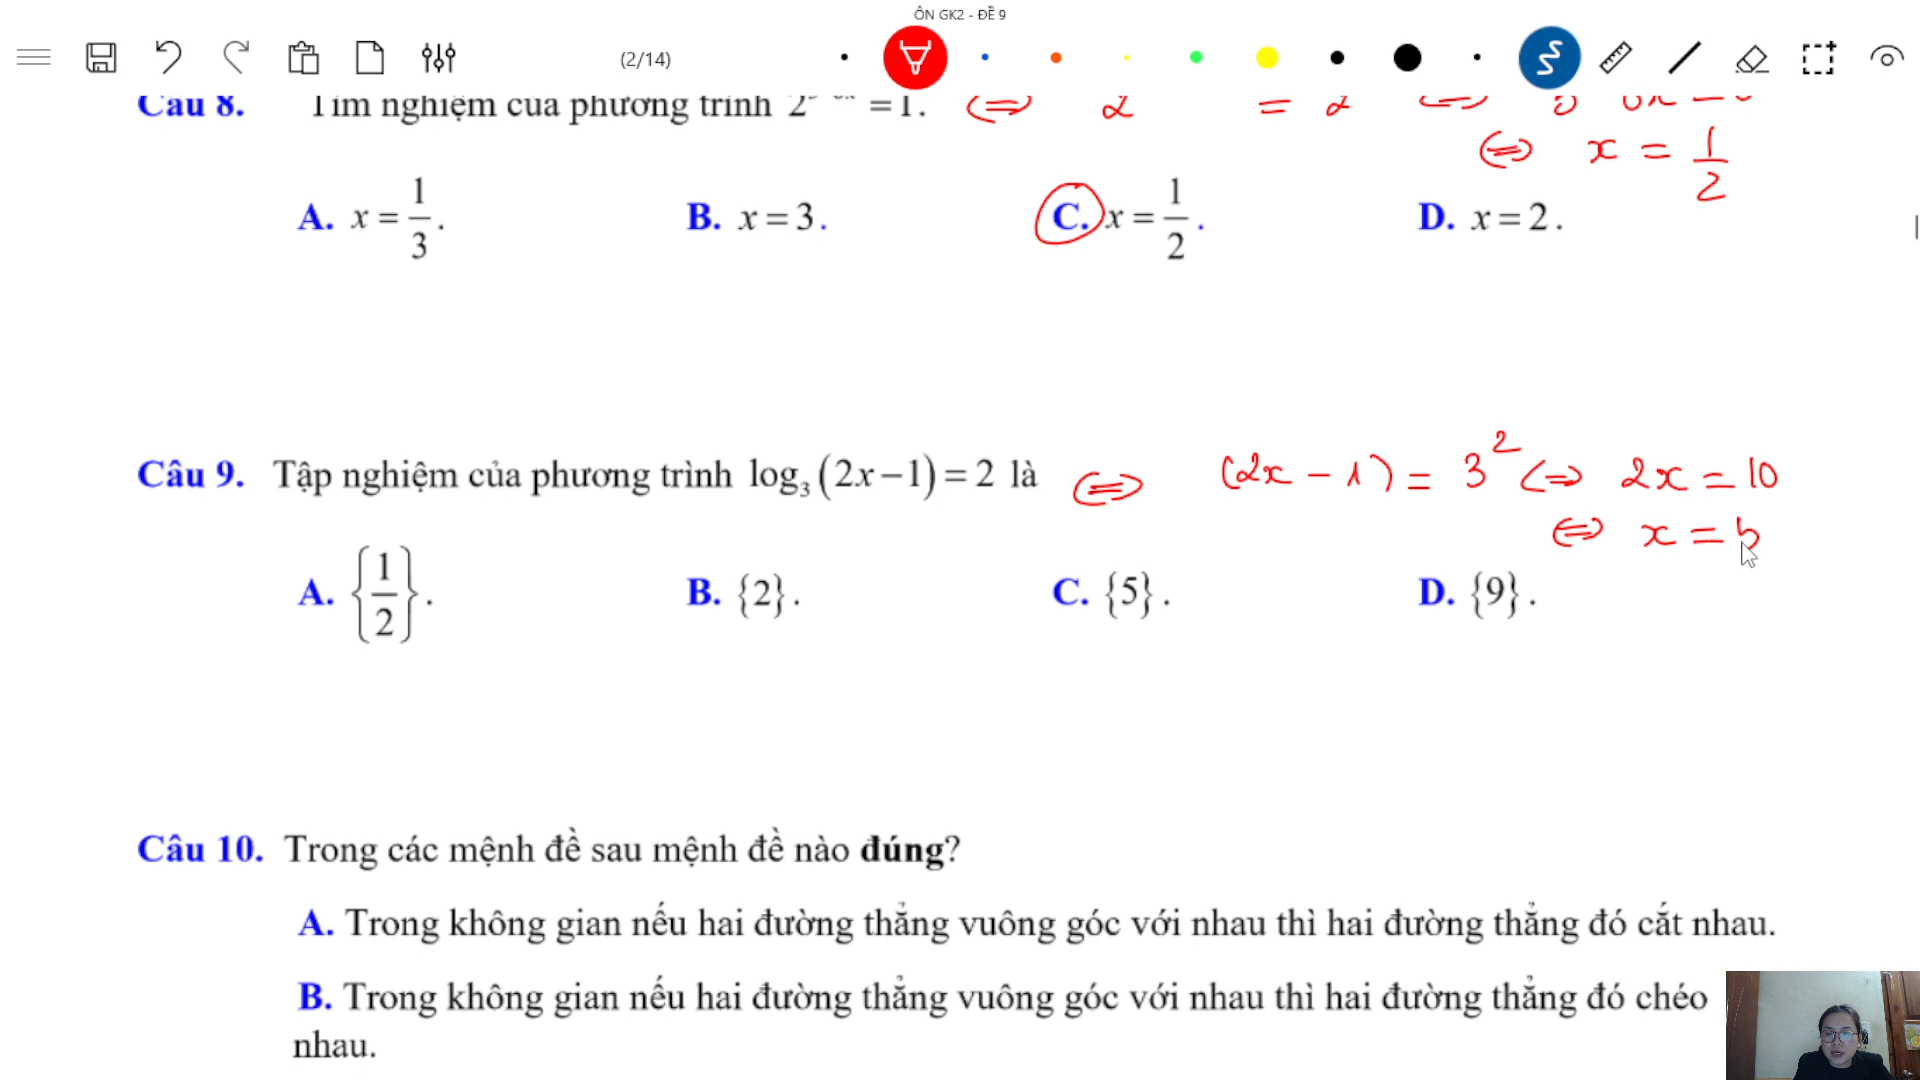 ÔN GK2 - ĐỀ 9
(2/14)
Câu 8. Tìm nghiệm của phương trình 2 = 1. ⇔ 2 = 2 ⇔
⇔ x = 1/2
A. x = 1/3. B. x = 3. C. x = 1/2. D. x = 2.
Câu 9. Tập nghiệm của phương trình log₃(2x−1) = 2 là ⇔ (2x − 1) = 3² ⇔ 2x = 10
⇔ x = 5
A. {1/2}. B. {2}. C. {5}. D. {9}.
Câu 10. Trong các mệnh đề sau mệnh đề nào đúng?
A. Trong không gian nếu hai đường thẳng vuông góc với nhau thì hai đường thẳng đó cắt nhau.
B. Trong không gian nếu hai đường thẳng vuông góc với nhau thì hai đường thẳng đó chéo
nhau.